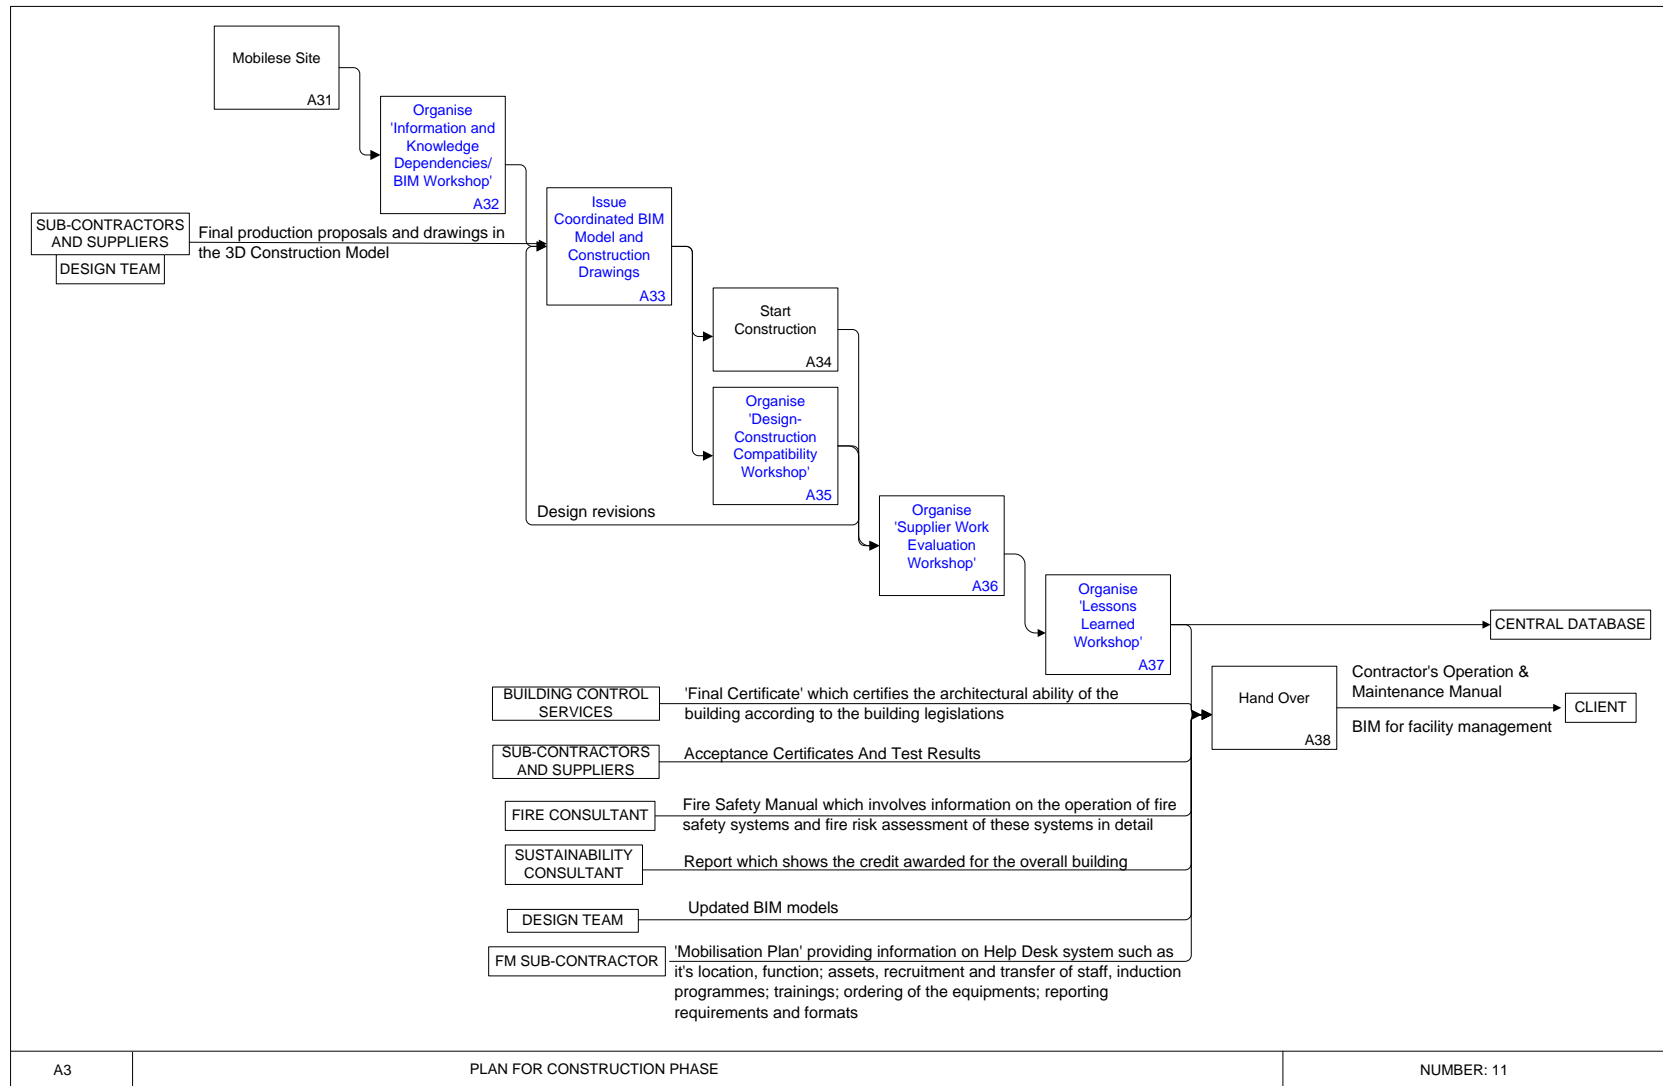 Mobilese Site
A31
Organise
'Information and
Knowledge
Dependencies/
BIM Workshop'
A32
SUB-CONTRACTORS
AND SUPPLIERS
DESIGN TEAM
Final production proposals and drawings in
the 3D Construction Model
Issue
Coordinated BIM
Model and
Construction
Drawings
A33
Start
Construction
A34
Organise
'Design-
Construction
Compatibility
Workshop'
A35
Design revisions
Organise
'Supplier Work
Evaluation
Workshop'
A36
Organise
'Lessons
Learned
Workshop'
A37
CENTRAL DATABASE
BUILDING CONTROL
SERVICES
'Final Certificate' which certifies the architectural ability of the
building according to the building legislations
Hand Over
A38
Contractor's Operation &
Maintenance Manual
BIM for facility management
CLIENT
SUB-CONTRACTORS
AND SUPPLIERS
Acceptance Certificates And Test Results
FIRE CONSULTANT
Fire Safety Manual which involves information on the operation of fire
safety systems and fire risk assessment of these systems in detail
SUSTAINABILITY
CONSULTANT
Report which shows the credit awarded for the overall building
DESIGN TEAM
Updated BIM models
FM SUB-CONTRACTOR
'Mobilisation Plan' providing information on Help Desk system such as
it's location, function; assets, recruitment and transfer of staff, induction
programmes; trainings; ordering of the equipments; reporting
requirements and formats
A3
PLAN FOR CONSTRUCTION PHASE
NUMBER: 11